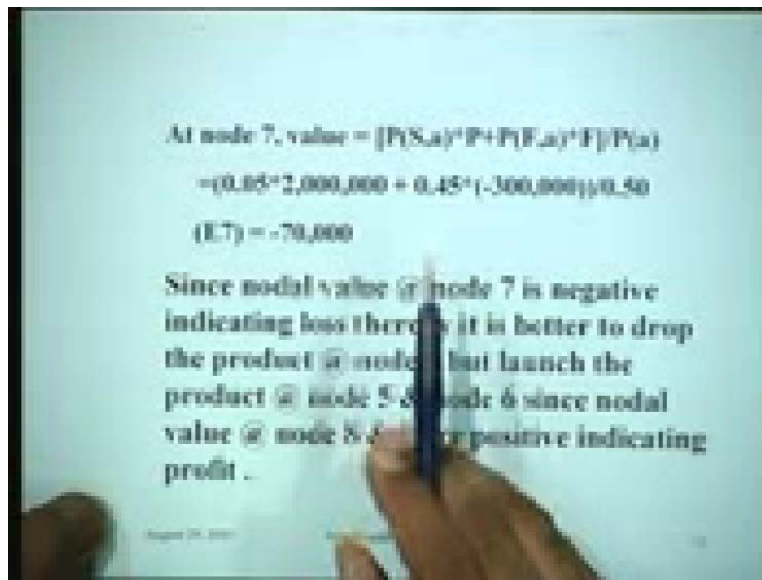 At node 7, value = [P(S,a)*P+P(F,a)*F]/P(a)
=(0.05*2,000,000 + 0.45*(-300,000))/0.50
(E7) = -70,000
Since nodal value @ node 7 is negative
indicating loss it is better to drop
the product @ node but launch the
product @ node 5 & node 6 since nodal
value @ node 8 & positive indicating
profit .
August